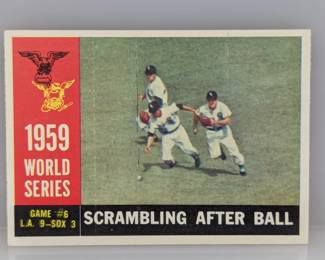 1959
WORLD
SERIES
GAME #6
L.A. 9-SOX 3
SCRAMBLING AFTER BALL